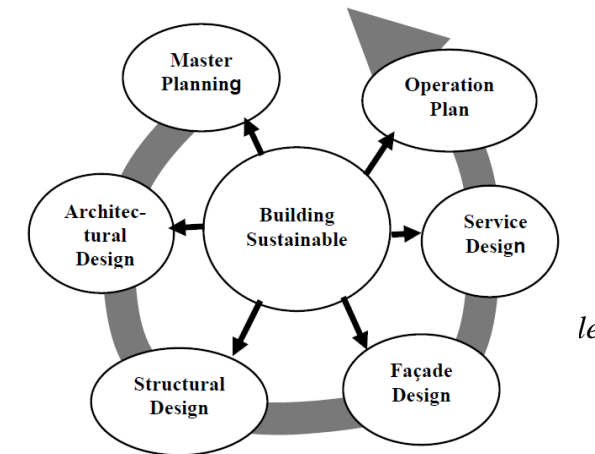 Master
Planning
Operation
Plan
Architec-
tural
Design
Building
Sustainable
Service
Design
Structural
Design
Façade
Design
le